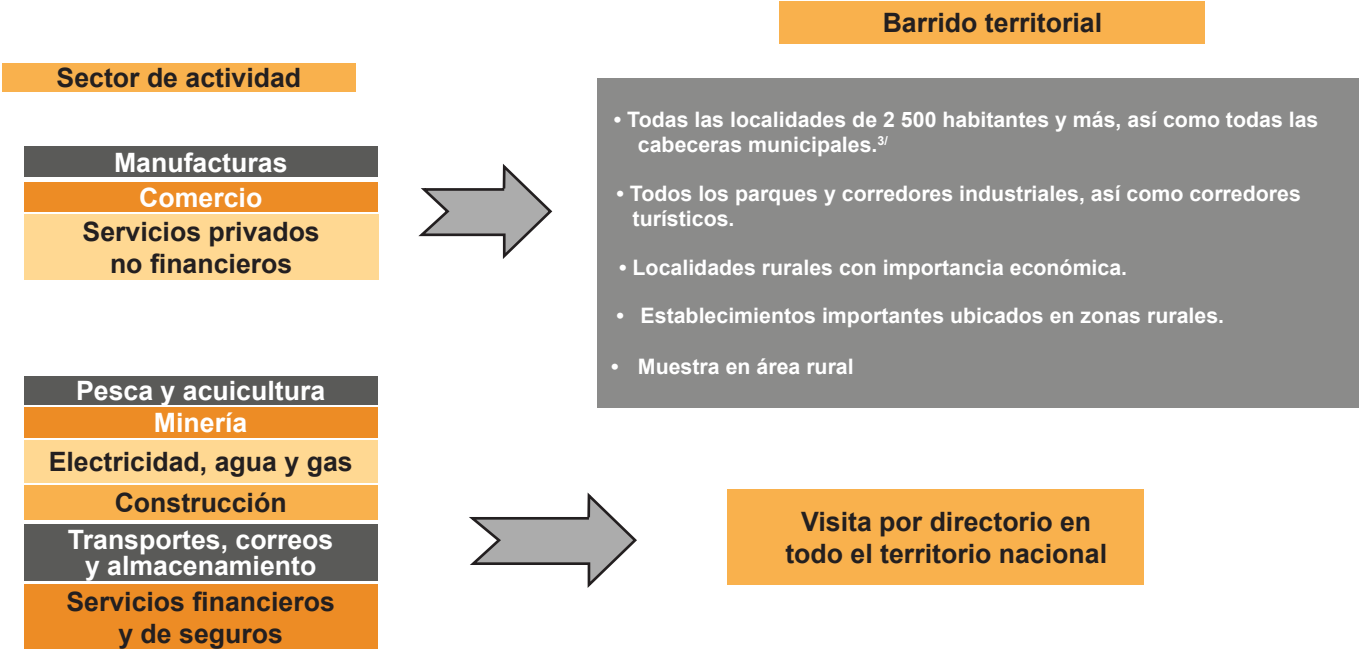 Barrido territorial
Sector de actividad
Manufacturas
Comercio
Servicios privados
no financieros
• Todas las localidades de 2 500 habitantes y más, así como todas las
cabeceras municipales.3/
• Todos los parques y corredores industriales, así como corredores
turísticos.
• Localidades rurales con importancia económica.
• Establecimientos importantes ubicados en zonas rurales.
• Muestra en área rural
Pesca y acuicultura
Minería
Electricidad, agua y gas
Construcción
Transportes, correos
y almacenamiento
Servicios financieros
y de seguros
Visita por directorio en
todo el territorio nacional